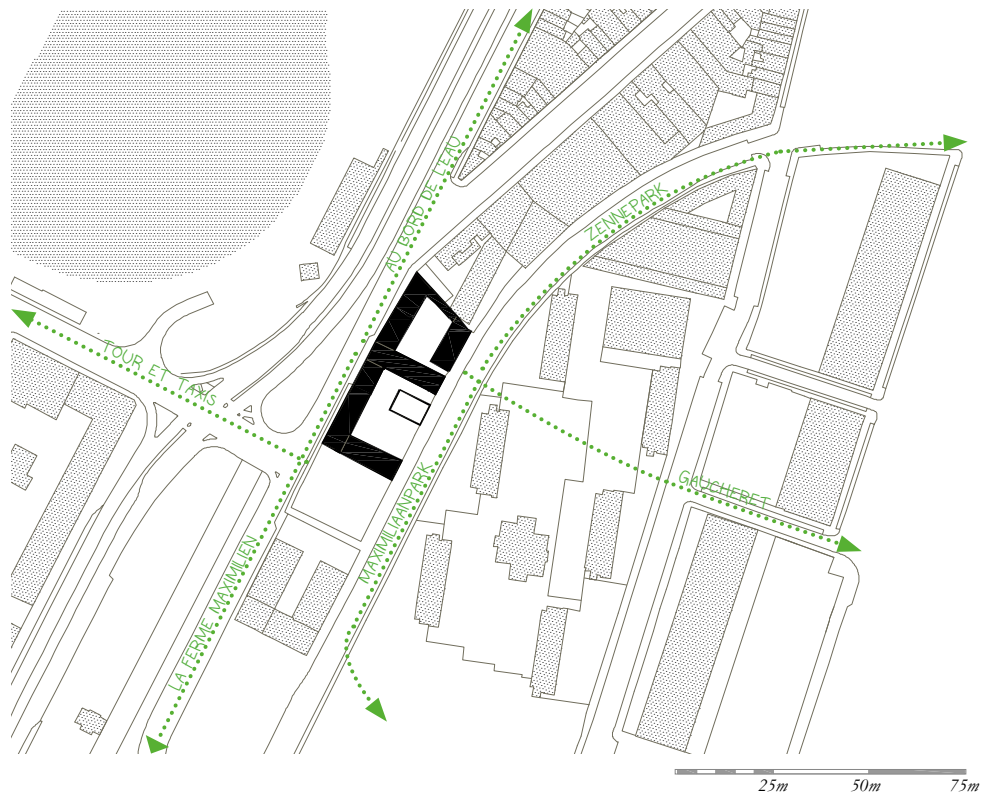 AU BORD DE L'EAU
ZENNEPARK
TOUR ET TAXIS
GAUCHERET
MAXIMILIAANPARK
LA FERME MAXIMILIEN
25m 50m 75m